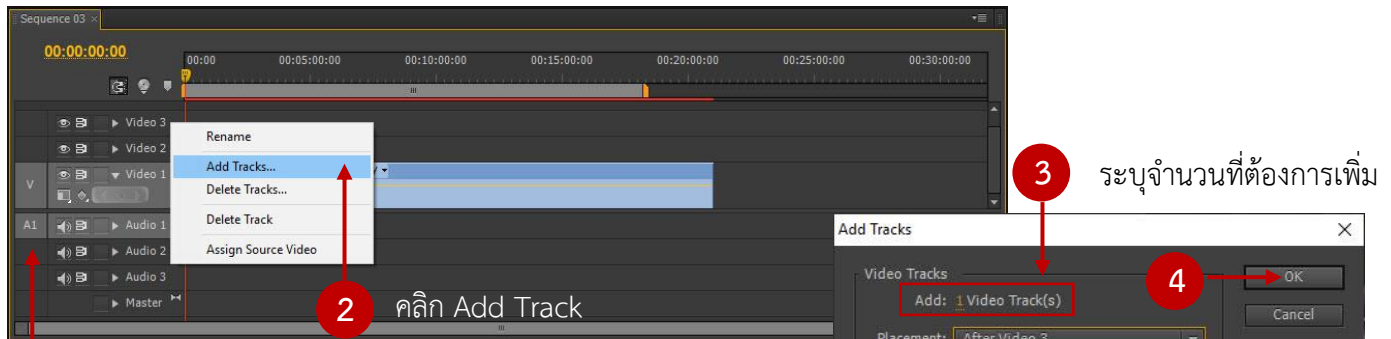 Sequence 03 ×
00:00:00:00
00:00 00:05:00:00 00:10:00:00 00:15:00:00 00:20:00:00 00:25:00:00 00:30:00:00
Video 3
Rename
Video 2
Add Tracks...
V Video 1
Delete Tracks...
3 ระบุจำนวนที่ต้องการเพิ่ม
Delete Track
A1 Audio 1
Add Tracks
Audio 2
Assign Source Video
Audio 3
Video Tracks
4 OK
Master
2 คลิก Add Track
Add: 1 Video Track(s)
Cancel
Placement: After Video 3